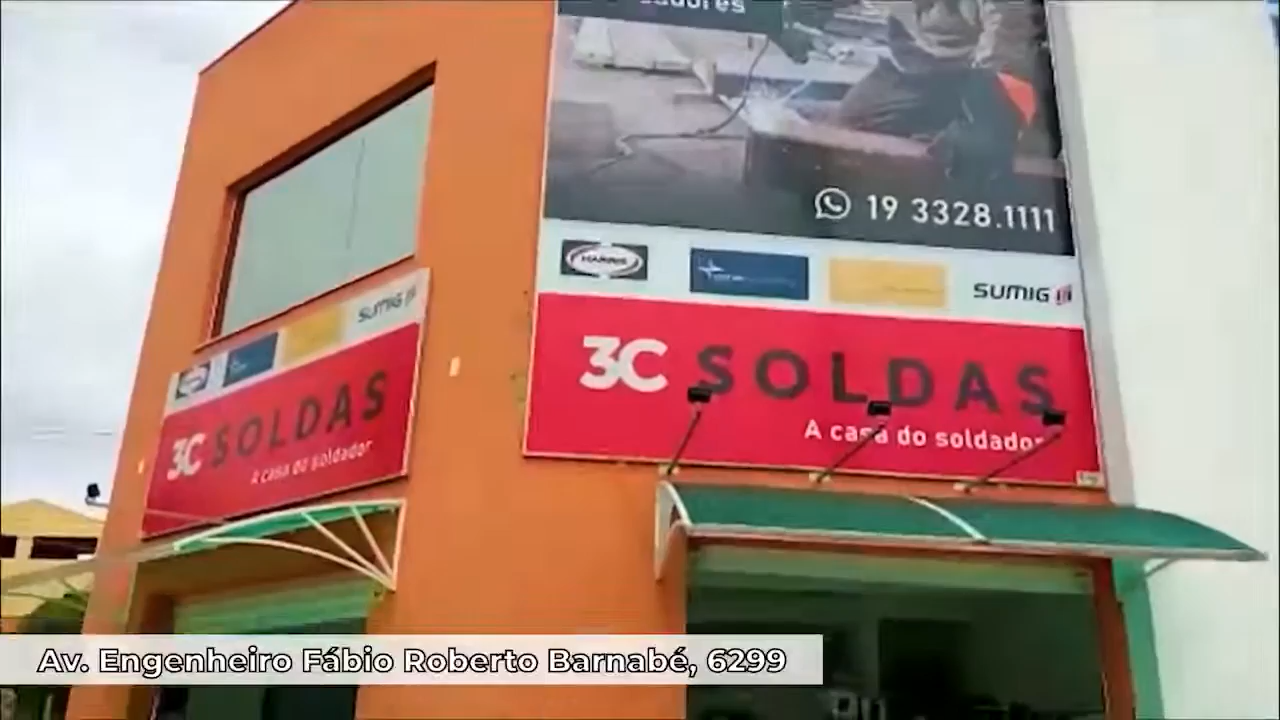 19 3328.1111
HARRIS
SUMIG
3C SOLDAS
A casa do soldador
SUMIG
3C SOLDAS
A casa do soldador
Av. Engenheiro Fábio Roberto Barnabé, 6299